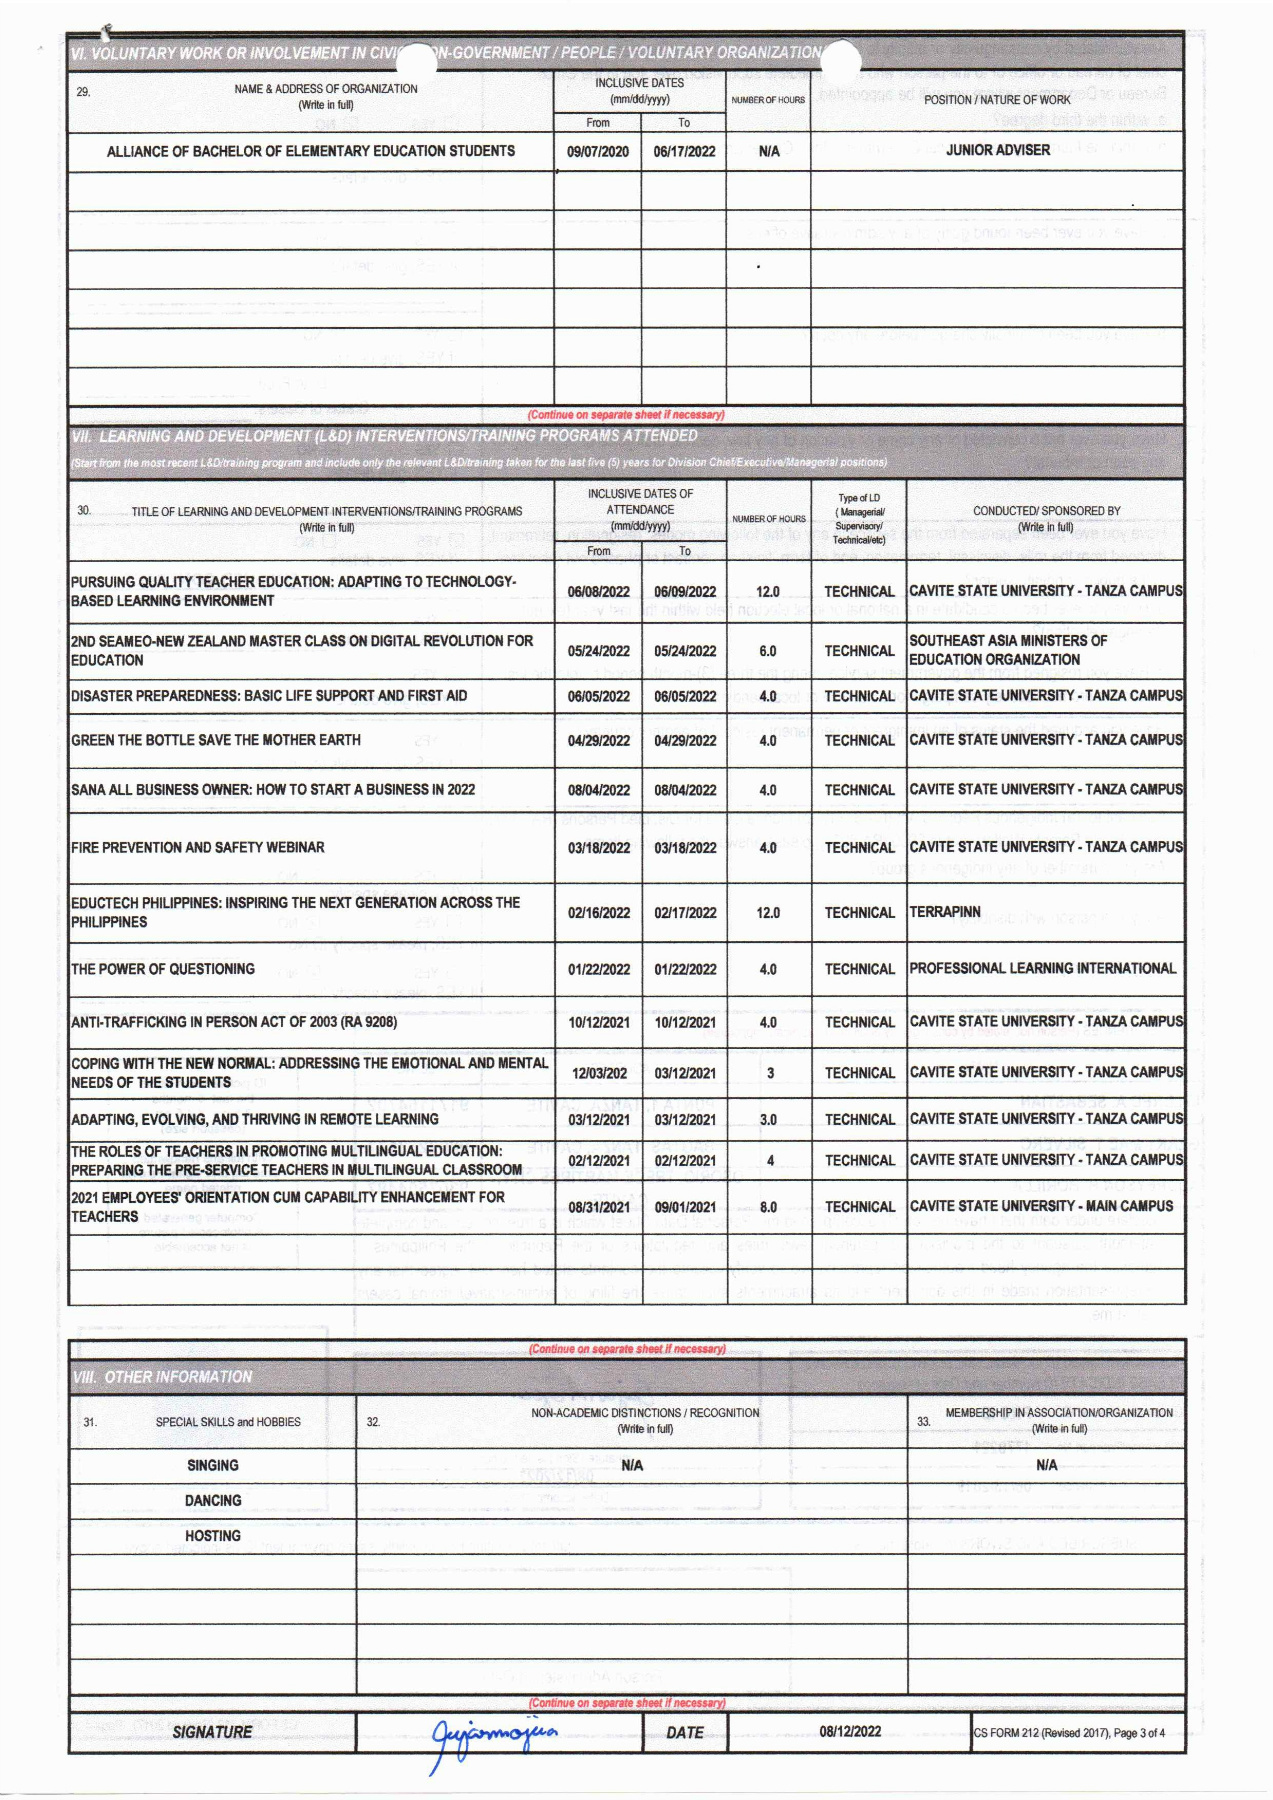 VI. VOLUNTARY WORK OR INVOLVEMENT IN CIVIC ON-GOVERNMENT / PEOPLE / VOLUNTARY ORGANIZATION
29. NAME & ADDRESS OF ORGANIZATION
(Write in full)
INCLUSIVE DATES
(mm/dd/yyyy)
From To
NUMBER OF HOURS
POSITION / NATURE OF WORK
ALLIANCE OF BACHELOR OF ELEMENTARY EDUCATION STUDENTS 09/07/2020 06/17/2022 N/A JUNIOR ADVISER
(Continue on separate sheet if necessary)
VII. LEARNING AND DEVELOPMENT (L&D) INTERVENTIONS/TRAINING PROGRAMS ATTENDED
(Start from the most recent L&D/training program and include only the relevant L&D/training taken for the last five (5) years for Division Chief/Executive/Managerial positions)
30. TITLE OF LEARNING AND DEVELOPMENT INTERVENTIONS/TRAINING PROGRAMS
(Write in full)
INCLUSIVE DATES OF
ATTENDANCE
(mm/dd/yyyy)
From To
NUMBER OF HOURS
Type of LD
( Managerial/
Supervisory/
Technical/etc)
CONDUCTED/ SPONSORED BY
(Write in full)
PURSUING QUALITY TEACHER EDUCATION: ADAPTING TO TECHNOLOGY-
BASED LEARNING ENVIRONMENT
06/08/2022 06/09/2022 12.0 TECHNICAL CAVITE STATE UNIVERSITY - TANZA CAMPUS
2ND SEAMEO-NEW ZEALAND MASTER CLASS ON DIGITAL REVOLUTION FOR
EDUCATION
05/24/2022 05/24/2022 6.0 TECHNICAL SOUTHEAST ASIA MINISTERS OF
EDUCATION ORGANIZATION
DISASTER PREPAREDNESS: BASIC LIFE SUPPORT AND FIRST AID 06/05/2022 06/05/2022 4.0 TECHNICAL CAVITE STATE UNIVERSITY - TANZA CAMPUS
GREEN THE BOTTLE SAVE THE MOTHER EARTH 04/29/2022 04/29/2022 4.0 TECHNICAL CAVITE STATE UNIVERSITY - TANZA CAMPUS
SANA ALL BUSINESS OWNER: HOW TO START A BUSINESS IN 2022 08/04/2022 08/04/2022 4.0 TECHNICAL CAVITE STATE UNIVERSITY - TANZA CAMPUS
FIRE PREVENTION AND SAFETY WEBINAR 03/18/2022 03/18/2022 4.0 TECHNICAL CAVITE STATE UNIVERSITY - TANZA CAMPUS
EDUCTECH PHILIPPINES: INSPIRING THE NEXT GENERATION ACROSS THE
PHILIPPINES
02/16/2022 02/17/2022 12.0 TECHNICAL TERRAPINN
THE POWER OF QUESTIONING 01/22/2022 01/22/2022 4.0 TECHNICAL PROFESSIONAL LEARNING INTERNATIONAL
ANTI-TRAFFICKING IN PERSON ACT OF 2003 (RA 9208) 10/12/2021 10/12/2021 4.0 TECHNICAL CAVITE STATE UNIVERSITY - TANZA CAMPUS
COPING WITH THE NEW NORMAL: ADDRESSING THE EMOTIONAL AND MENTAL
NEEDS OF THE STUDENTS
12/03/202 03/12/2021 3 TECHNICAL CAVITE STATE UNIVERSITY - TANZA CAMPUS
ADAPTING, EVOLVING, AND THRIVING IN REMOTE LEARNING 03/12/2021 03/12/2021 3.0 TECHNICAL CAVITE STATE UNIVERSITY - TANZA CAMPUS
THE ROLES OF TEACHERS IN PROMOTING MULTILINGUAL EDUCATION:
PREPARING THE PRE-SERVICE TEACHERS IN MULTILINGUAL CLASSROOM
02/12/2021 02/12/2021 4 TECHNICAL CAVITE STATE UNIVERSITY - TANZA CAMPUS
2021 EMPLOYEES' ORIENTATION CUM CAPABILITY ENHANCEMENT FOR
TEACHERS
08/31/2021 09/01/2021 8.0 TECHNICAL CAVITE STATE UNIVERSITY - MAIN CAMPUS
(Continue on separate sheet if necessary)
VIII. OTHER INFORMATION
31. SPECIAL SKILLS and HOBBIES
32. NON-ACADEMIC DISTINCTIONS / RECOGNITION
(Write in full)
33. MEMBERSHIP IN ASSOCIATION/ORGANIZATION
(Write in full)
SINGING N/A N/A
DANCING
HOSTING
(Continue on separate sheet if necessary)
SIGNATURE DATE 08/12/2022 CS FORM 212 (Revised 2017), Page 3 of 4